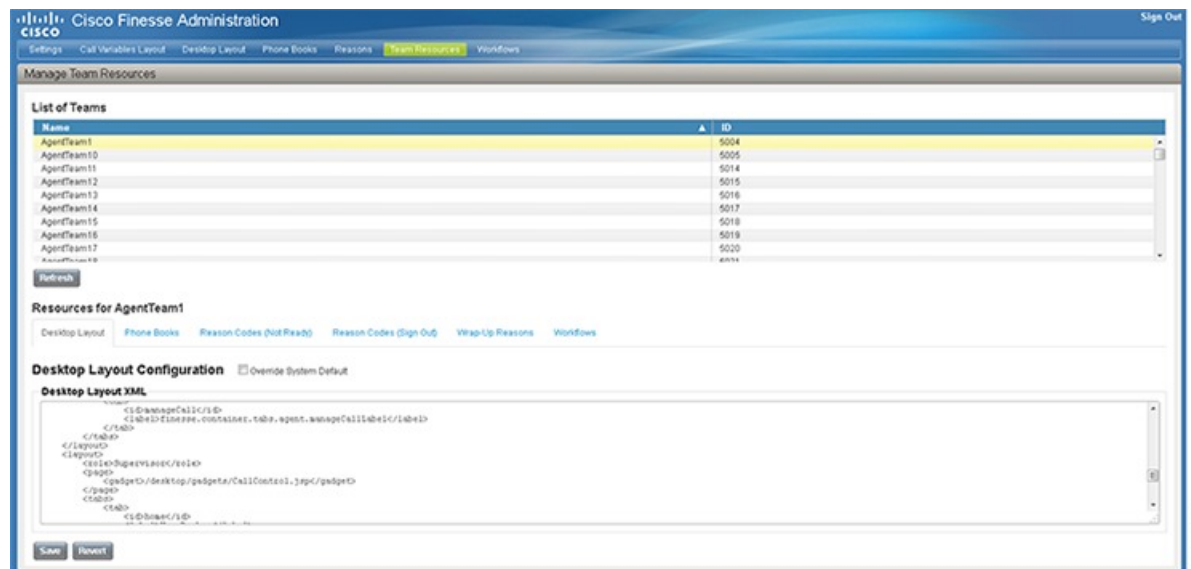 Cisco Finesse Administration
Sign Out
CISCO
Settings Call Variables Layout Desktop Layout Phone Books Reasons Team Resources Workflows
Manage Team Resources
List of Teams
Name ID
AgentTeam1 5004
AgentTeam10 5005
AgentTeam11 5014
AgentTeam12 5015
AgentTeam13 5016
AgentTeam14 5017
AgentTeam15 5018
AgentTeam16 5019
AgentTeam17 5020
AgentTeam18 5021
Refresh
Resources for AgentTeam1
Desktop Layout Phone Books Reason Codes (Not Ready) Reason Codes (Sign Out) Wrap-Up Reasons Workflows
Desktop Layout Configuration Override System Default
Desktop Layout XML
<id>manageCall</id>
<label>finesse.container.tabs.agent.manageCallLabel</label>
</tab>
</tabs>
</layout>
<layout>
<role>Supervisor</role>
<page>
<gadget>/desktop/gadgets/CallControl.jsp</gadget>
</page>
<tabs>
<tab>
<id>home</id>
Save Revert